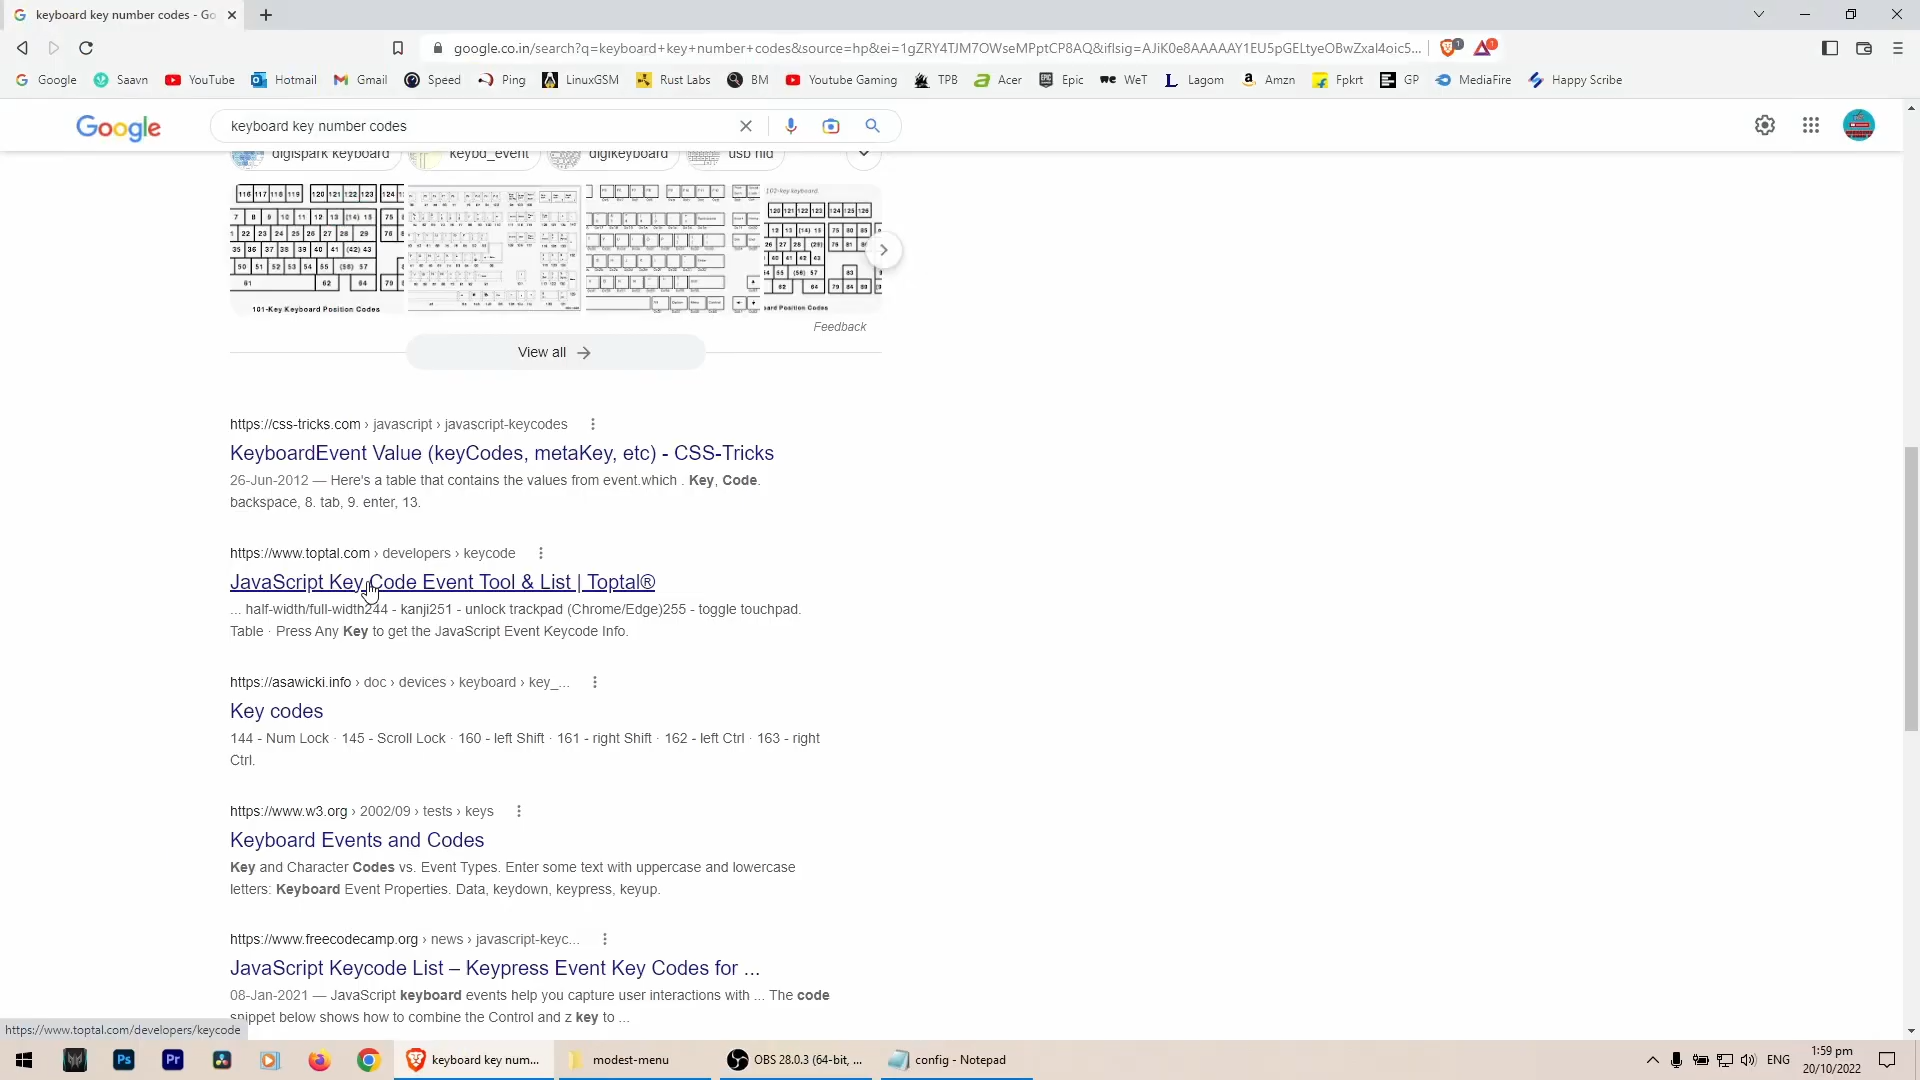 keyboard key number codes - Go
google.co.in/search?q=keyboard+key+number+codes&source=hp&ei=1gZRY4TJM7OWseMPptCP8AQ&iflsig=AJiK0e8AAAAAY1EU5pGELtyeOBwZxal4oic5...
Google Saavn YouTube Hotmail Gmail Speed Ping LinuxGSM Rust Labs BM Youtube Gaming TPB Acer Epic WeT Lagom Amzn Fpkrt GP MediaFire Happy Scribe
Google
keyboard key number codes
digispark keyboard keybd_event digikeyboard usb hid
101-Key Keyboard Position Codes
102-key keyboard.
ard Position Codes
Feedback
View all
https://css-tricks.com › javascript › javascript-keycodes
KeyboardEvent Value (keyCodes, metaKey, etc) - CSS-Tricks
26-Jun-2012 — Here's a table that contains the values from event.which . Key, Code.
backspace, 8. tab, 9. enter, 13.
https://www.toptal.com › developers › keycode
JavaScript Key Code Event Tool & List | Toptal®
... half-width/full-width244 - kanji251 - unlock trackpad (Chrome/Edge)255 - toggle touchpad.
Table · Press Any Key to get the JavaScript Event Keycode Info.
https://asawicki.info › doc › devices › keyboard › key_...
Key codes
144 - Num Lock · 145 - Scroll Lock · 160 - left Shift · 161 - right Shift · 162 - left Ctrl · 163 - right
Ctrl.
https://www.w3.org › 2002/09 › tests › keys
Keyboard Events and Codes
Key and Character Codes vs. Event Types. Enter some text with uppercase and lowercase
letters: Keyboard Event Properties. Data, keydown, keypress, keyup.
https://www.freecodecamp.org › news › javascript-keyc...
JavaScript Keycode List – Keypress Event Key Codes for ...
08-Jan-2021 — JavaScript keyboard events help you capture user interactions with ... The code
snippet below shows how to combine the Control and z key to ...
https://www.toptal.com/developers/keycode
keyboard key num... modest-menu OBS 28.0.3 (64-bit, ... config - Notepad
ENG
1:59 pm
20/10/2022